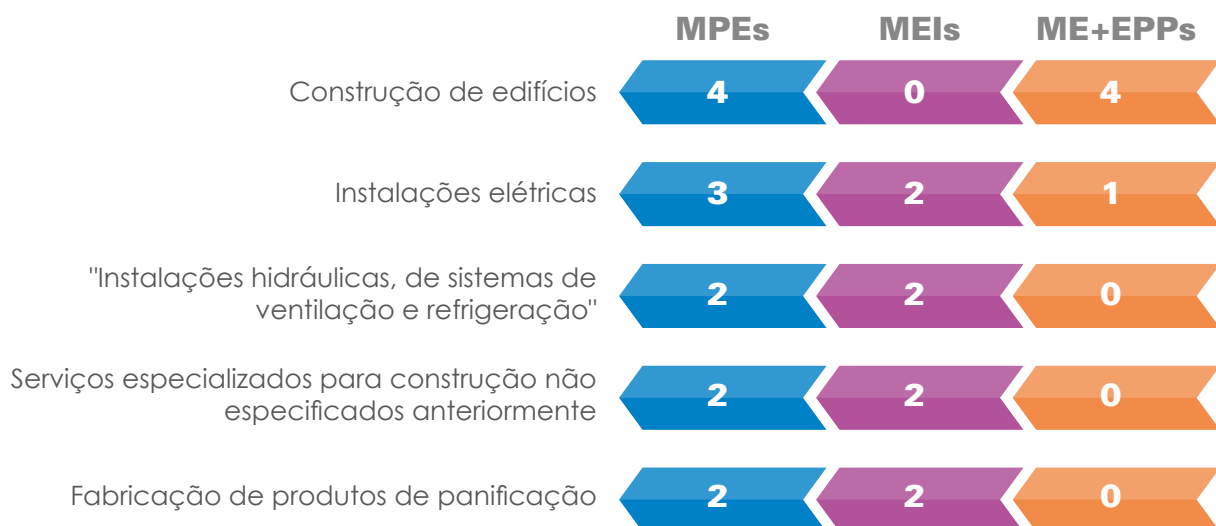 MPEs MEIs ME+EPPs
Construção de edifícios 4 0 4
Instalações elétricas 3 2 1
"Instalações hidráulicas, de sistemas de
ventilação e refrigeração" 2 2 0
Serviços especializados para construção não
especificados anteriormente 2 2 0
Fabricação de produtos de panificação 2 2 0